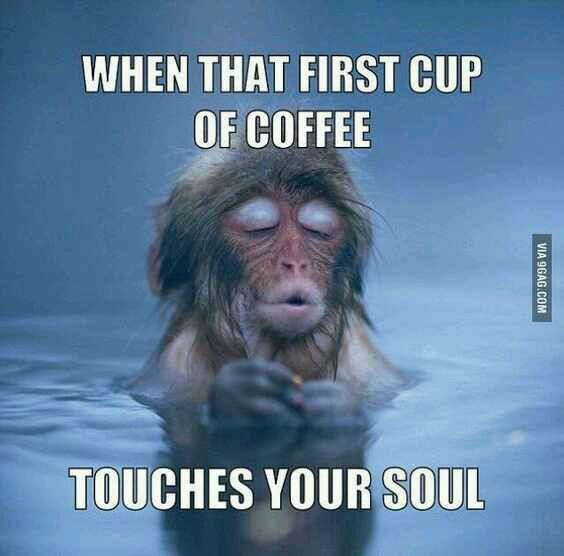 WHEN THAT FIRST CUP
OF COFFEE
VIA 9GAG.COM
TOUCHES YOUR SOUL